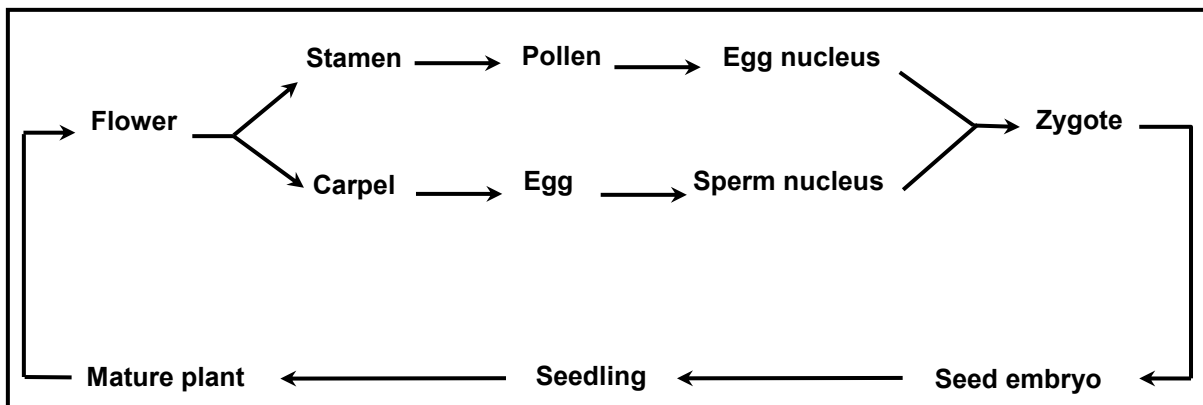 Stamen
Pollen
Egg nucleus
Flower
Zygote
Carpel
Egg
Sperm nucleus
Mature plant
Seedling
Seed embryo